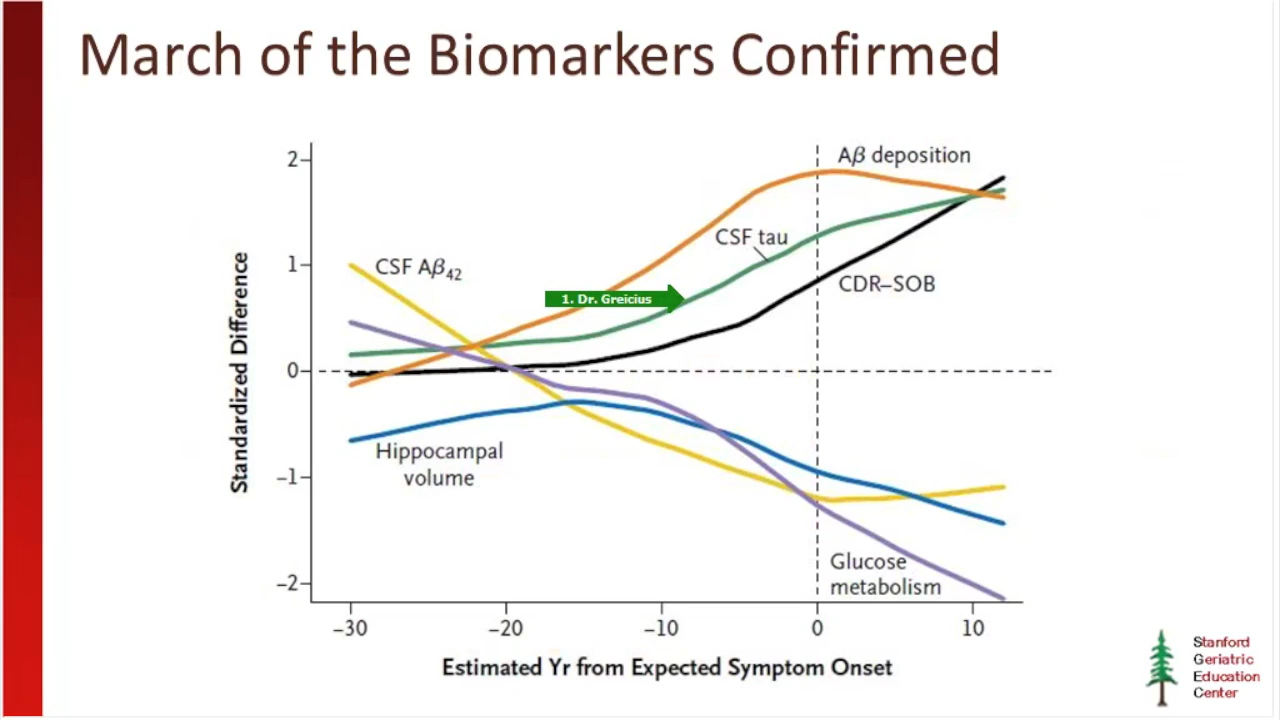 March of the Biomarkers Confirmed
Standardized Difference
2
1
0
−1
−2
Aβ deposition
CSF tau
CSF Aβ42
1. Dr. Greicius
CDR–SOB
Hippocampal
volume
Glucose
metabolism
−30
−20
−10
0
10
Estimated Yr from Expected Symptom Onset
Stanford
Geriatric
Education
Center